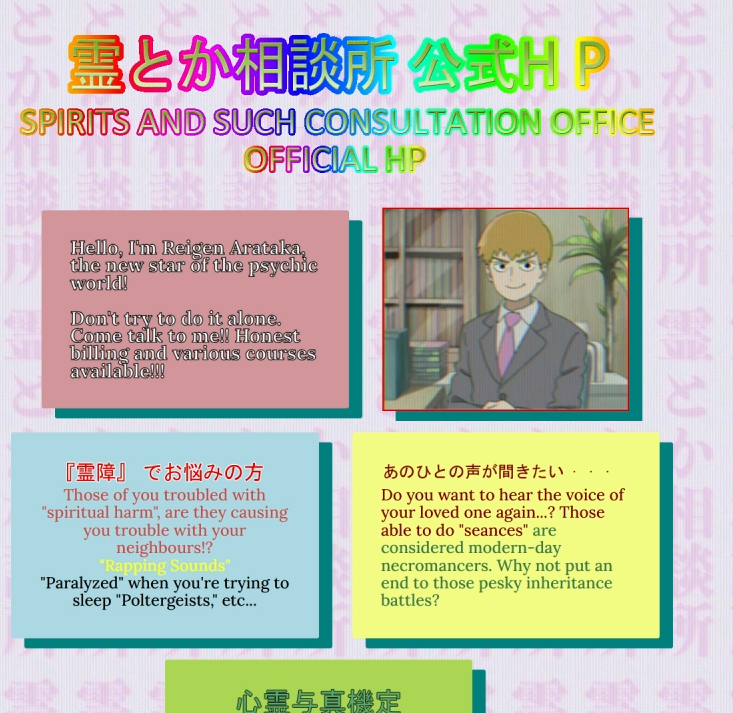 霊とか相談所 公式HP
SPIRITS AND SUCH CONSULTATION OFFICE
OFFICIAL HP
Hello, I'm Reigen Arataka,
the new star of the psychic
world!
Don't try to do it alone.
Come talk to me!! Honest
billing and various courses
available!!!
『霊障』 でお悩みの方
Those of you troubled with
"spiritual harm", are they causing
you trouble with your
neighbours!?
"Rapping Sounds"
"Paralyzed" when you're trying to
sleep "Poltergeists," etc...
あのひとの声が聞きたい・・・
Do you want to hear the voice of
your loved one again...? Those
able to do "seances" are
considered modern-day
necromancers. Why not put an
end to those pesky inheritance
battles?
心霊写真機定